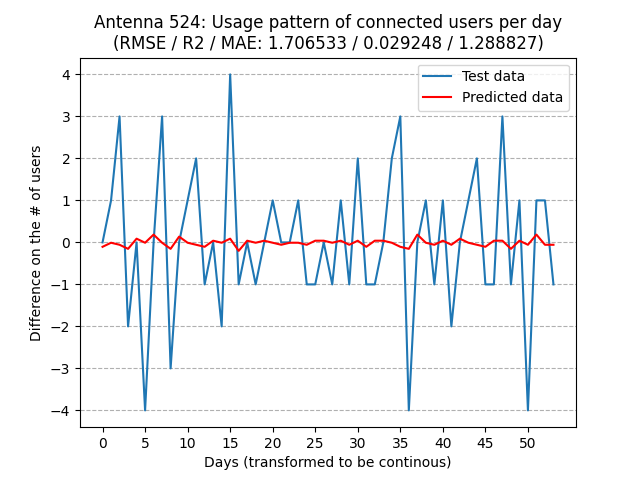 Antenna 524: Usage pattern of connected users per day
(RMSE / R2 / MAE: 1.706533 / 0.029248 / 1.288827)
Test data
Predicted data
Difference on the # of users
4
3
2
1
0
−1
−2
−3
−4
0 5 10 15 20 25 30 35 40 45 50
Days (transformed to be continous)